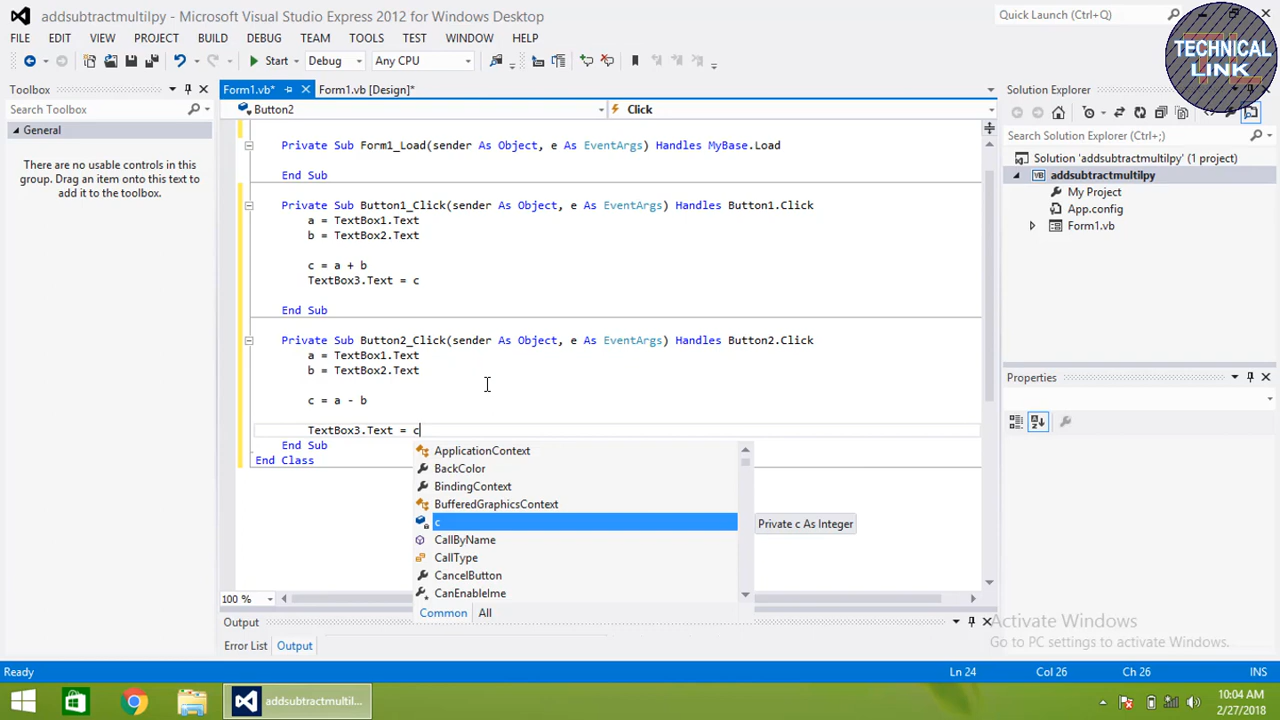 addsubtractmultilpy - Microsoft Visual Studio Express 2012 for Windows Desktop
Quick Launch (Ctrl+Q)
FILE EDIT VIEW PROJECT BUILD DEBUG TEAM TOOLS TEST WINDOW HELP
TECHNICAL
LINK
Start Debug Any CPU
Toolbox
Search Toolbox
General
There are no usable controls in this
group. Drag an item onto this text to
add it to the toolbox.
Form1.vb* Form1.vb [Design]*
Button2 Click
Private Sub Form1_Load(sender As Object, e As EventArgs) Handles MyBase.Load
End Sub
Private Sub Button1_Click(sender As Object, e As EventArgs) Handles Button1.Click
a = TextBox1.Text
b = TextBox2.Text
c = a + b
TextBox3.Text = c
End Sub
Private Sub Button2_Click(sender As Object, e As EventArgs) Handles Button2.Click
a = TextBox1.Text
b = TextBox2.Text
c = a - b
TextBox3.Text = c
End Sub
End Class
ApplicationContext
BackColor
BindingContext
BufferedGraphicsContext
c
CallByName
CallType
CancelButton
CanEnableIme
Common All
Private c As Integer
100 %
Output
Error List Output
Solution Explorer
Search Solution Explorer (Ctrl+;)
Solution 'addsubtractmultilpy' (1 project)
addsubtractmultilpy
My Project
App.config
Form1.vb
Properties
Activate Windows
Go to PC settings to activate Windows.
Ready Ln 24 Col 26 Ch 26 INS
addsubtractmultil...
10:04 AM
2/27/2018